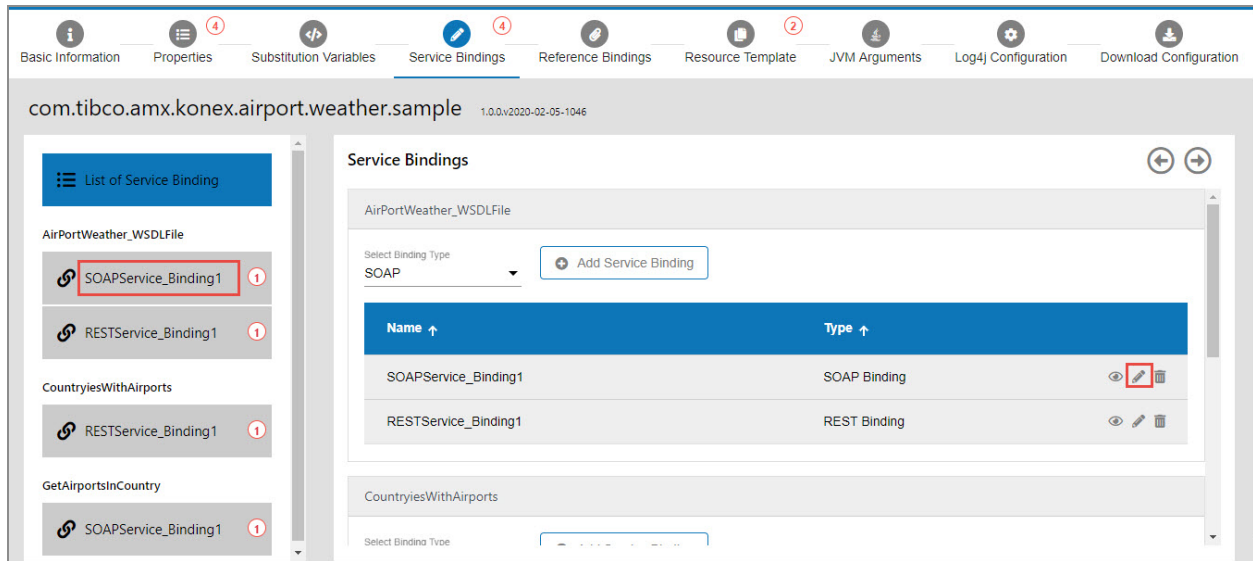 4 4 2
Basic Information Properties Substitution Variables Service Bindings Reference Bindings Resource Template JVM Arguments Log4j Configuration Download Configuration
com.tibco.amx.konex.airport.weather.sample 1.0.0.v2020-02-05-1046
List of Service Binding
AirPortWeather_WSDLFile
SOAPService_Binding1 1
RESTService_Binding1 1
CountryiesWithAirports
RESTService_Binding1 1
GetAirportsInCountry
SOAPService_Binding1 1
Service Bindings
AirPortWeather_WSDLFile
Select Binding Type
SOAP Add Service Binding
Name Type
SOAPService_Binding1 SOAP Binding
RESTService_Binding1 REST Binding
CountryiesWithAirports
Select Binding Type Add Service Binding